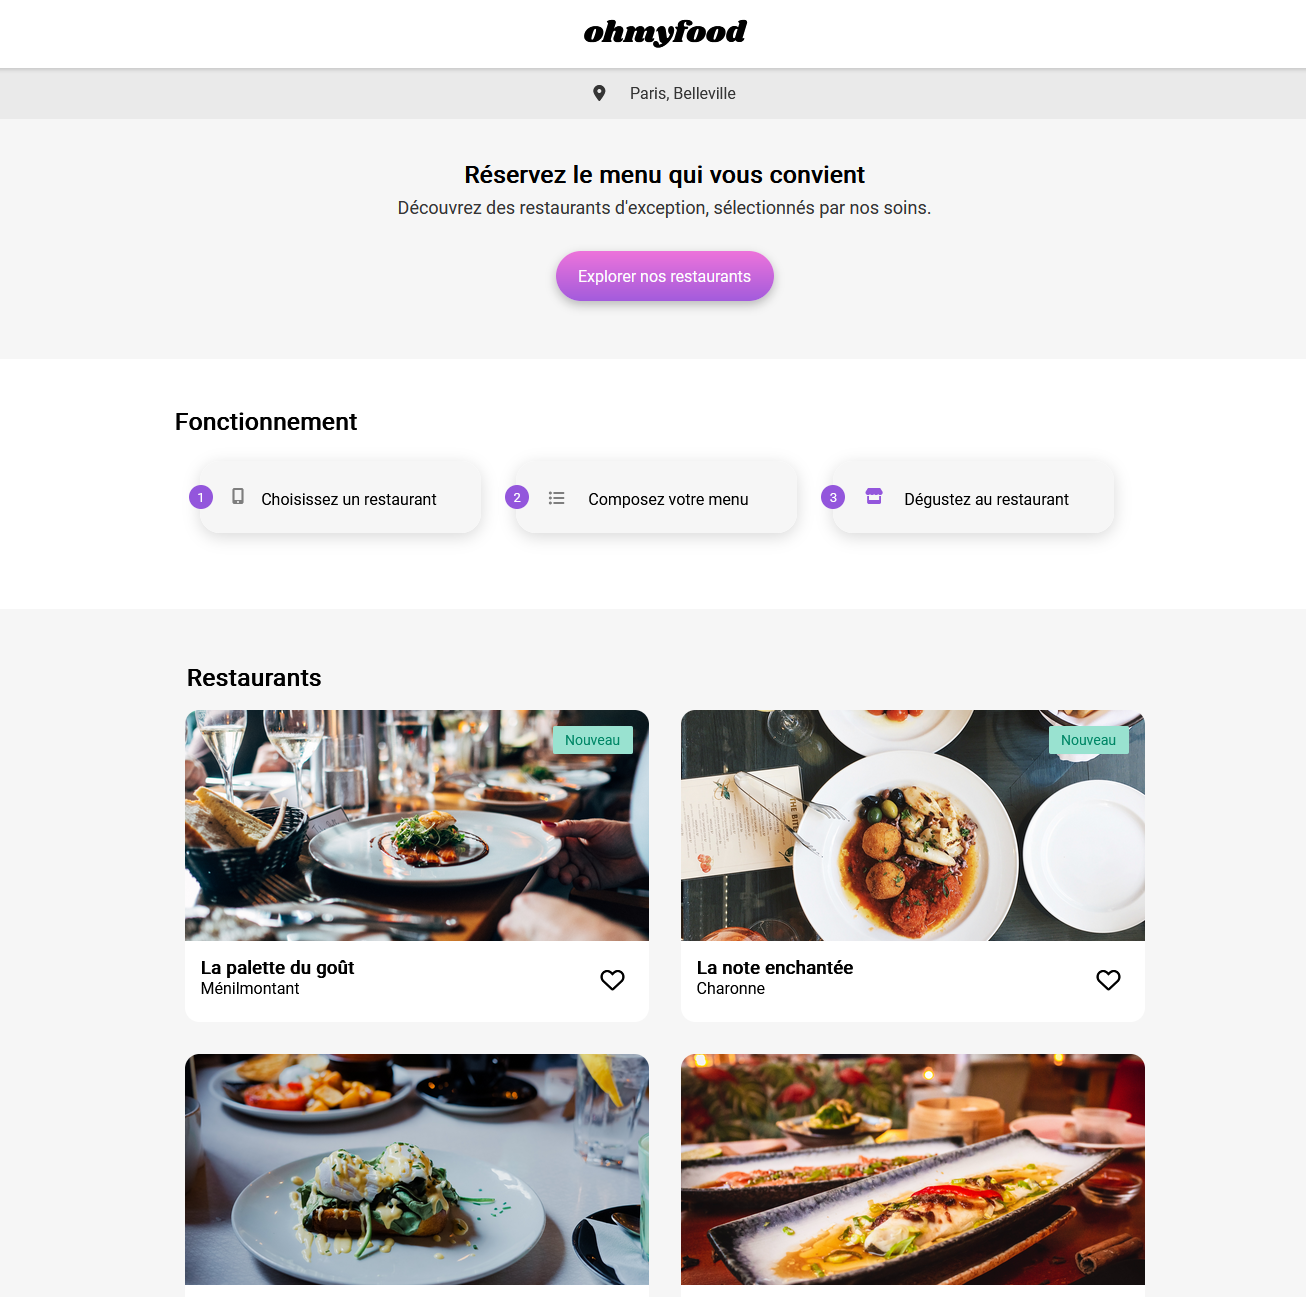 ohmyfood
Paris, Belleville
Réservez le menu qui vous convient
Découvrez des restaurants d'exception, sélectionnés par nos soins.
Explorer nos restaurants
Fonctionnement
1 Choisissez un restaurant
2 Composez votre menu
3 Dégustez au restaurant
Restaurants
Nouveau
Nouveau
THE BITE
La palette du goût
Ménilmontant
La note enchantée
Charonne